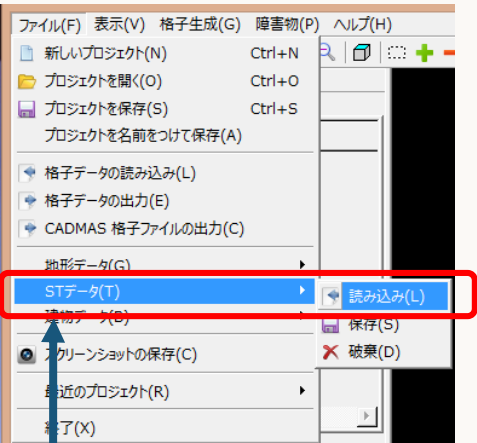 ファイル(F) 表示(V) 格子生成(G) 障害物(P) ヘルプ(H)
新しいプロジェクト(N) Ctrl+N
プロジェクトを開く(O) Ctrl+O
プロジェクトを保存(S) Ctrl+S
プロジェクトを名前をつけて保存(A)
格子データの読み込み(L)
格子データの出力(E)
CADMAS 格子ファイルの出力(C)
地形データ(G)
STデータ(T)
読み込み(L)
建物データ(B)
保存(S)
スクリーンショットの保存(C)
破棄(D)
最近のプロジェクト(R)
終了(X)